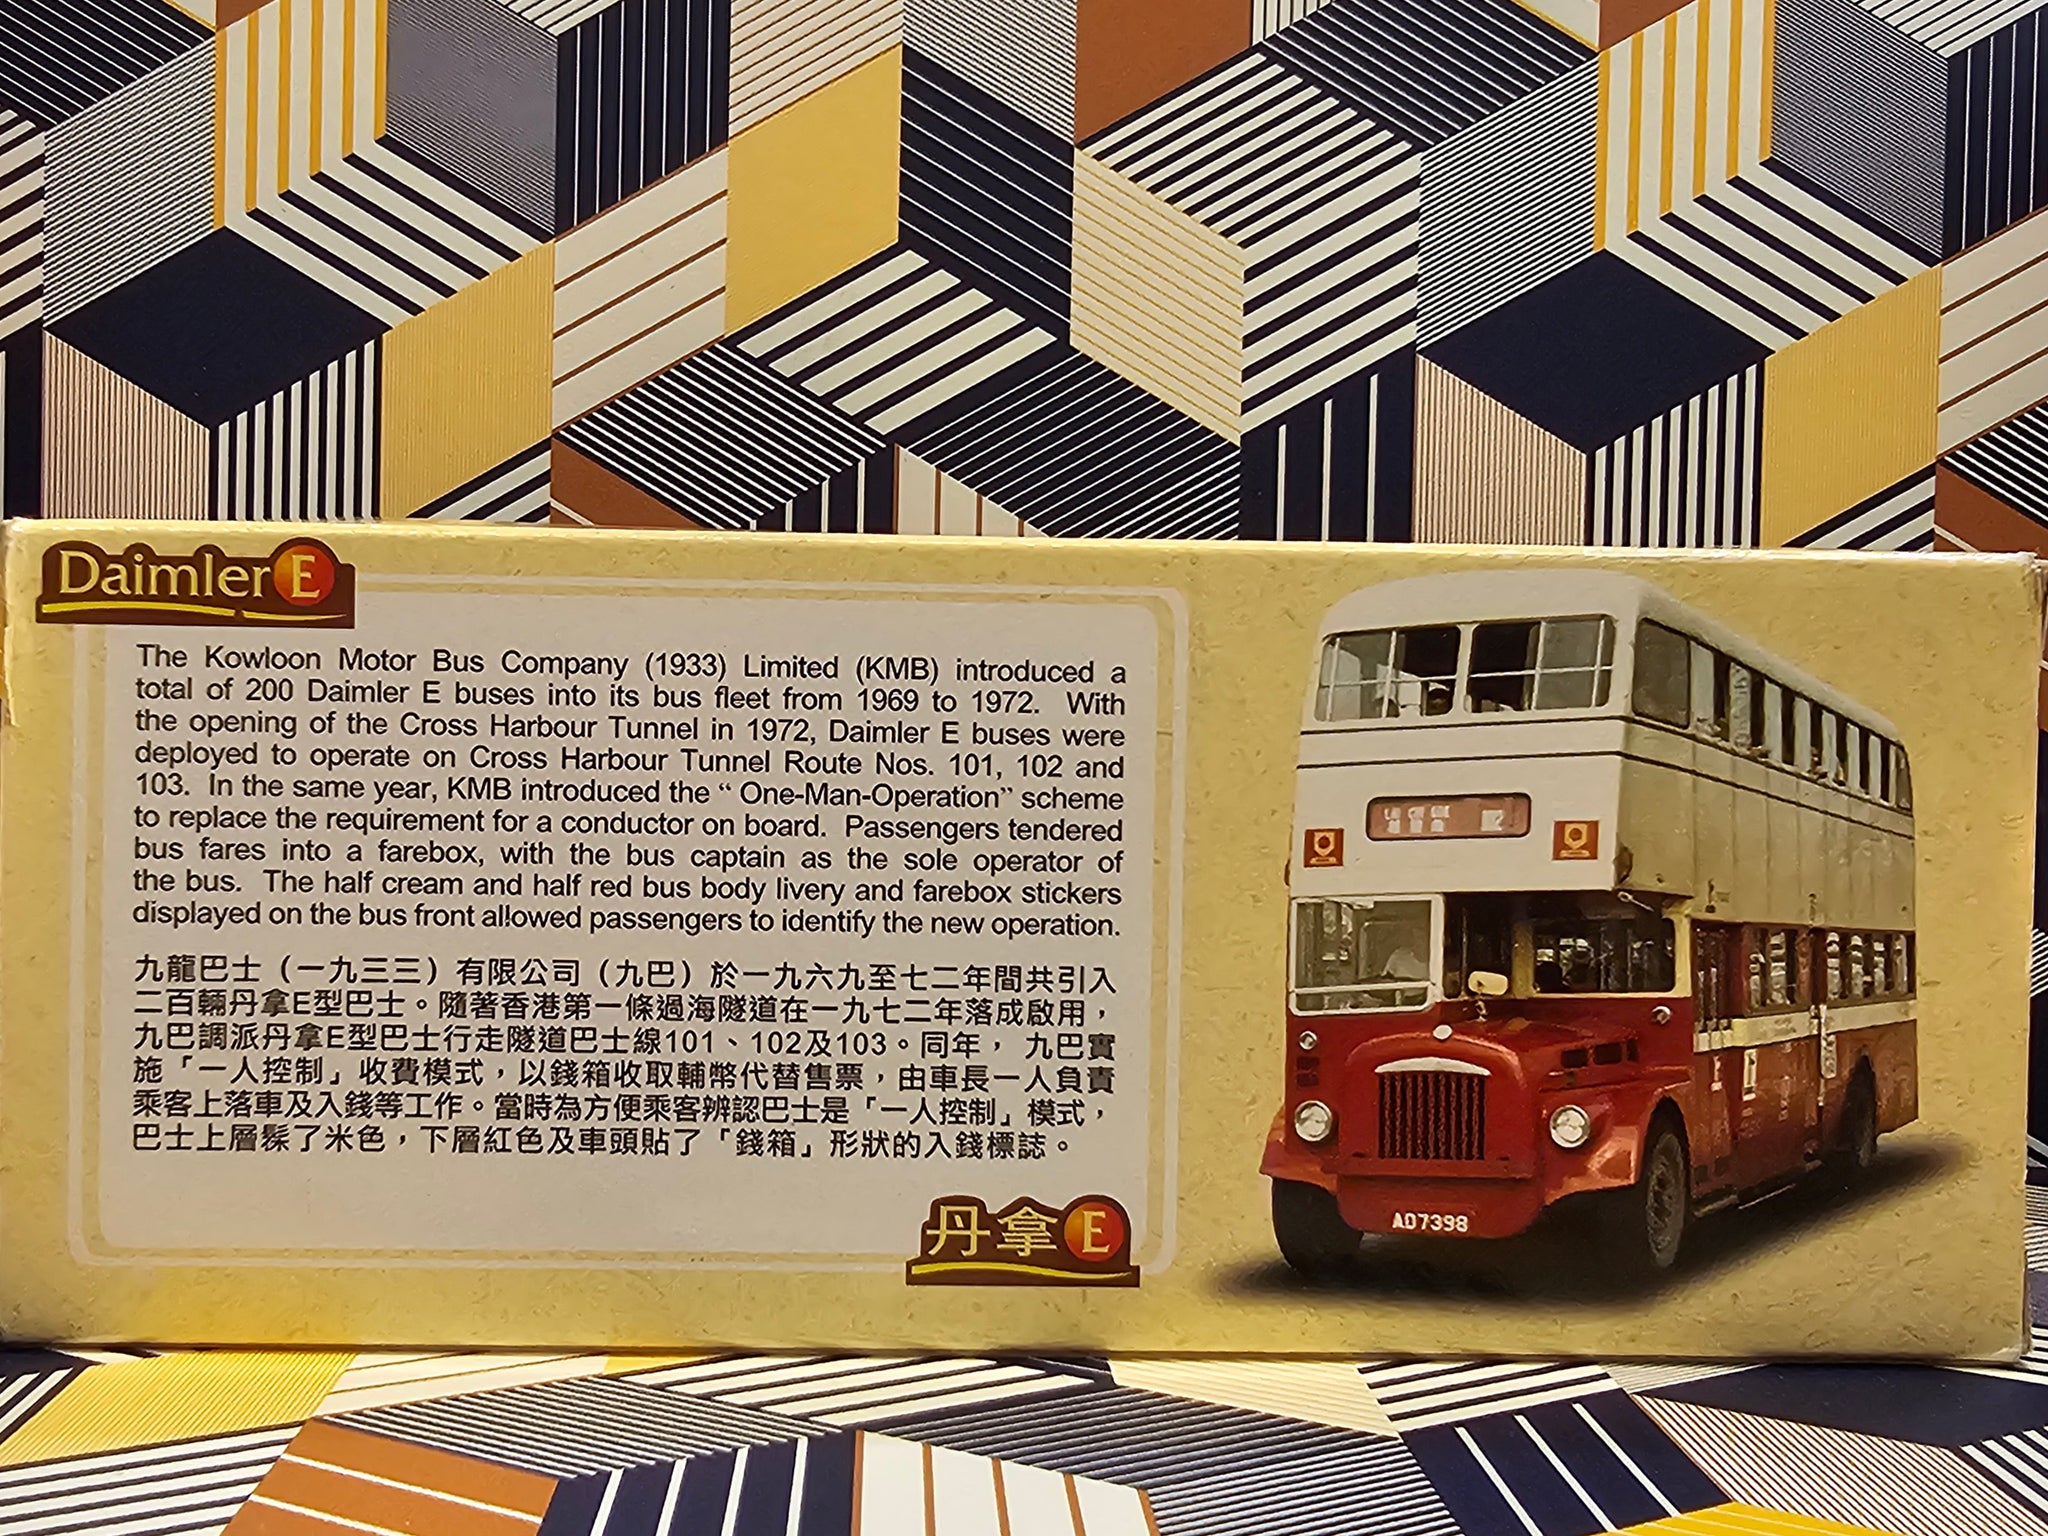 Daimler E
The Kowloon Motor Bus Company (1933) Limited (KMB) introduced a
total of 200 Daimler E buses into its bus fleet from 1969 to 1972. With
the opening of the Cross Harbour Tunnel in 1972, Daimler E buses were
deployed to operate on Cross Harbour Tunnel Route Nos. 101, 102 and
103. In the same year, KMB introduced the “ One-Man-Operation” scheme
to replace the requirement for a conductor on board. Passengers tendered
bus fares into a farebox, with the bus captain as the sole operator of
the bus. The half cream and half red bus body livery and farebox stickers
displayed on the bus front allowed passengers to identify the new operation.
九龍巴士（一九三三）有限公司（九巴）於一九六九至七二年間共引入
二百輛丹拿E型巴士。隨著香港第一條過海隧道在一九七二年落成啟用，
九巴調派丹拿E型巴士行走隧道巴士線101、102及103。同年， 九巴實
施「一人控制」收費模式，以錢箱收取輔幣代替售票，由車長一人負責
乘客上落車及入錢等工作。當時為方便乘客辨認巴士是「一人控制」模式，
巴士上層髹了米色，下層紅色及車頭貼了「錢箱」形狀的入錢標誌。
丹拿E
AD7398